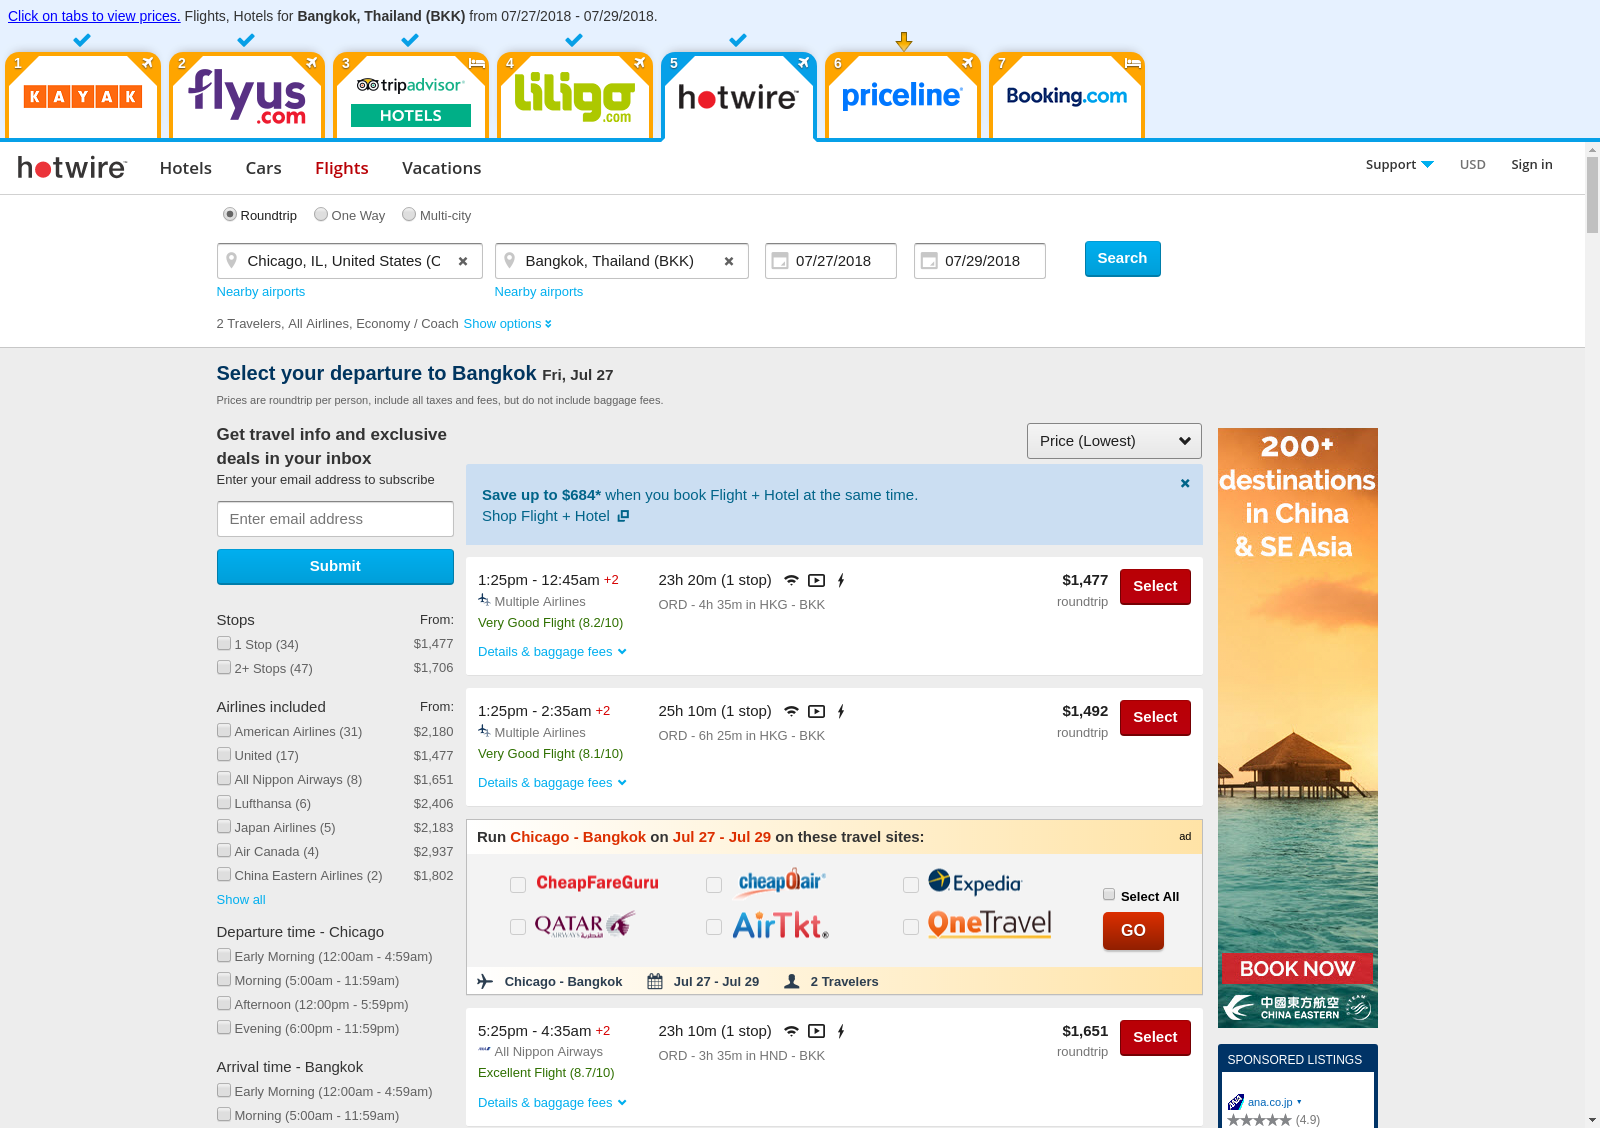 Click on tabs to view prices. Flights, Hotels for Bangkok, Thailand (BKK) from 07/27/2018 - 07/29/2018.
1 KAYAK
2 flyus.com
3 tripadvisor HOTELS
4 liligo.com
5 hotwire™
6 priceline
7 Booking.com
hotwire™ Hotels Cars Flights Vacations Support USD Sign in
Roundtrip One Way Multi-city
Chicago, IL, United States (C Bangkok, Thailand (BKK) 07/27/2018 07/29/2018 Search
Nearby airports Nearby airports
2 Travelers, All Airlines, Economy / Coach Show options
Select your departure to Bangkok Fri, Jul 27
Prices are roundtrip per person, include all taxes and fees, but do not include baggage fees.
Get travel info and exclusive
deals in your inbox
Enter your email address to subscribe
Enter email address
Submit
Stops From:
1 Stop (34) $1,477
2+ Stops (47) $1,706
Airlines included From:
American Airlines (31) $2,180
United (17) $1,477
All Nippon Airways (8) $1,651
Lufthansa (6) $2,406
Japan Airlines (5) $2,183
Air Canada (4) $2,937
China Eastern Airlines (2) $1,802
Show all
Departure time - Chicago
Early Morning (12:00am - 4:59am)
Morning (5:00am - 11:59am)
Afternoon (12:00pm - 5:59pm)
Evening (6:00pm - 11:59pm)
Arrival time - Bangkok
Early Morning (12:00am - 4:59am)
Morning (5:00am - 11:59am)
Price (Lowest)
Save up to $684* when you book Flight + Hotel at the same time.
Shop Flight + Hotel
1:25pm - 12:45am +2 23h 20m (1 stop) $1,477 Select
Multiple Airlines ORD - 4h 35m in HKG - BKK roundtrip
Very Good Flight (8.2/10)
Details & baggage fees
1:25pm - 2:35am +2 25h 10m (1 stop) $1,492 Select
Multiple Airlines ORD - 6h 25m in HKG - BKK roundtrip
Very Good Flight (8.1/10)
Details & baggage fees
Run Chicago - Bangkok on Jul 27 - Jul 29 on these travel sites: ad
CheapFareGuru cheapOair Expedia
QATAR AIRWAYS القطرية AirTkt OneTravel
Select All
GO
Chicago - Bangkok Jul 27 - Jul 29 2 Travelers
5:25pm - 4:35am +2 23h 10m (1 stop) $1,651 Select
All Nippon Airways ORD - 3h 35m in HND - BKK roundtrip
Excellent Flight (8.7/10)
Details & baggage fees
200+
destinations
in China
& SE Asia
BOOK NOW
中國東方航空
CHINA EASTERN
SPONSORED LISTINGS
ANA ana.co.jp
(4.9)